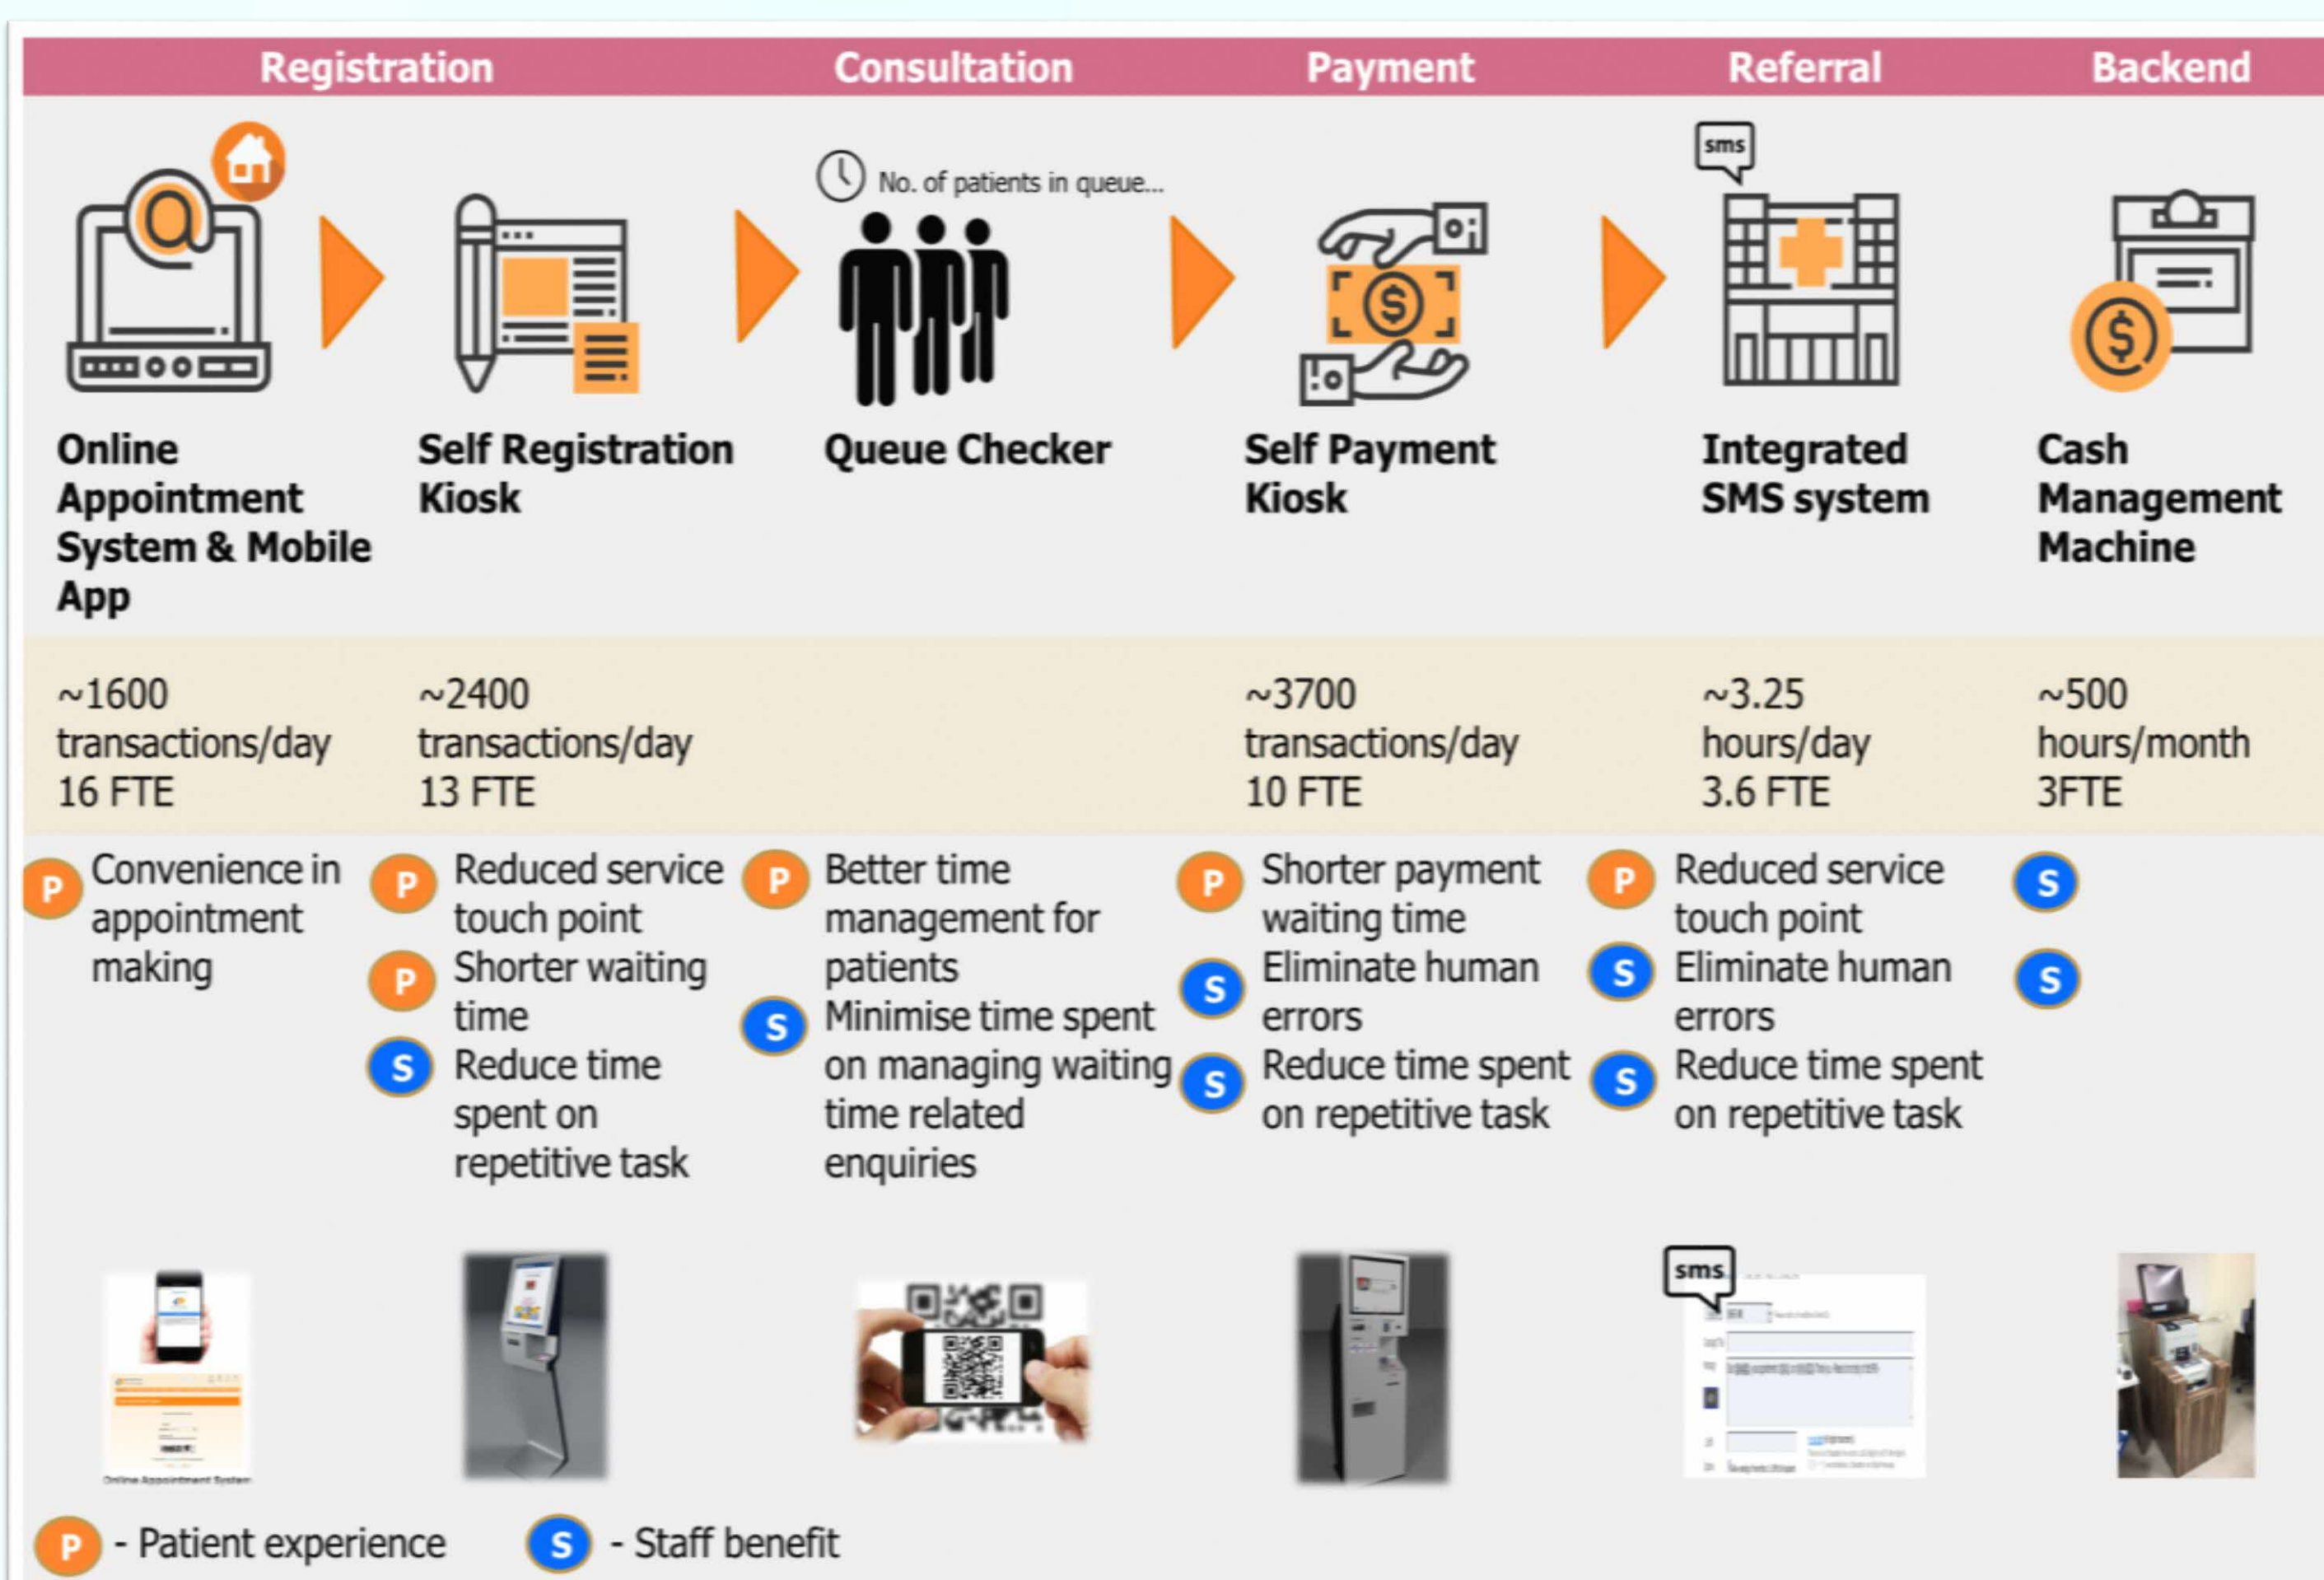 Registration
Consultation
Payment
Referral
Backend
No. of patients in queue...
sms
Online
Appointment
System & Mobile
App
Self Registration
Kiosk
Queue Checker
Self Payment
Kiosk
Integrated
SMS system
Cash
Management
Machine
~1600
transactions/day
16 FTE
~2400
transactions/day
13 FTE
~3700
transactions/day
10 FTE
~3.25
hours/day
3.6 FTE
~500
hours/month
3FTE
P Convenience in
appointment
making
P Reduced service
touch point
P Shorter waiting
time
S Reduce time
spent on
repetitive task
P Better time
management for
patients
S Minimise time spent
on managing waiting
time related
enquiries
P Shorter payment
waiting time
S Eliminate human
errors
S Reduce time spent
on repetitive task
P Reduced service
touch point
S Eliminate human
errors
S Reduce time spent
on repetitive task
S
S
Online Appointment System
sms
P - Patient experience
S - Staff benefit